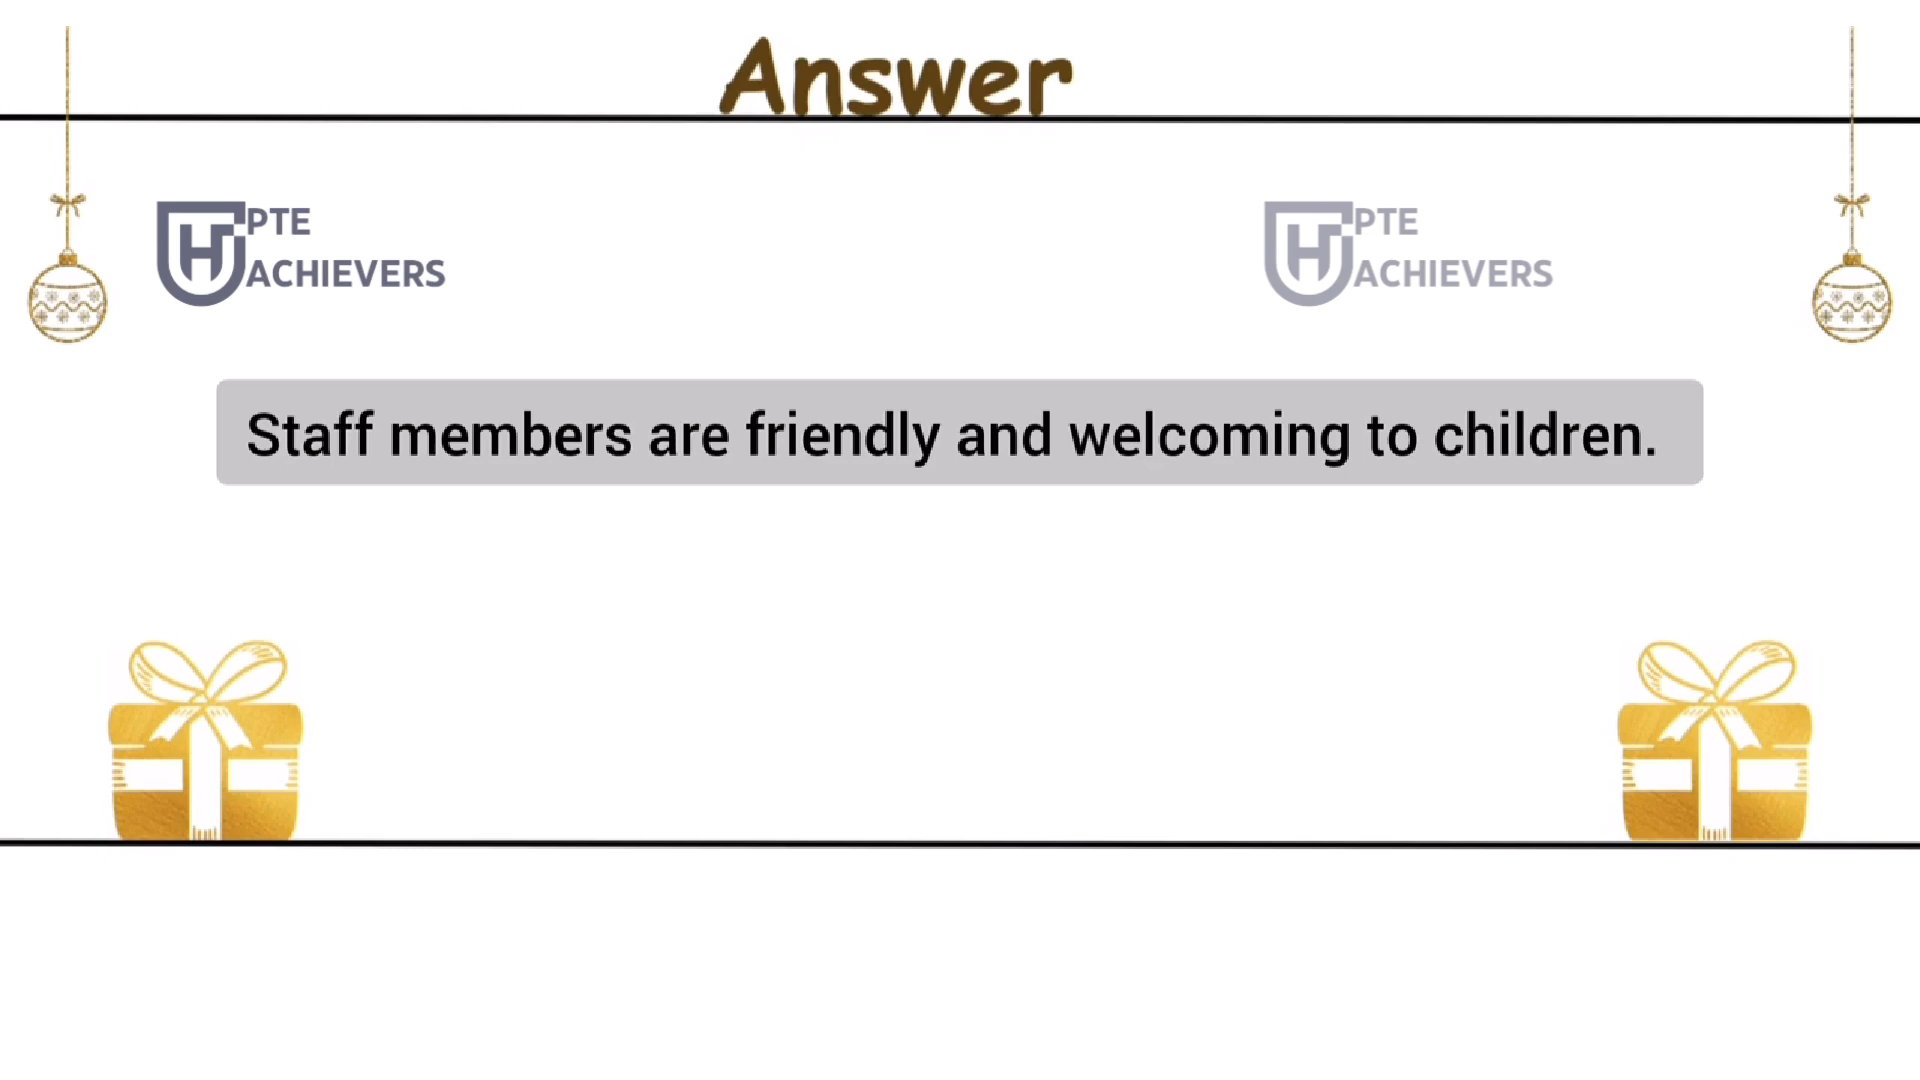 Answer
PTE
ACHIEVERS
PTE
ACHIEVERS
Staff members are friendly and welcoming to children.